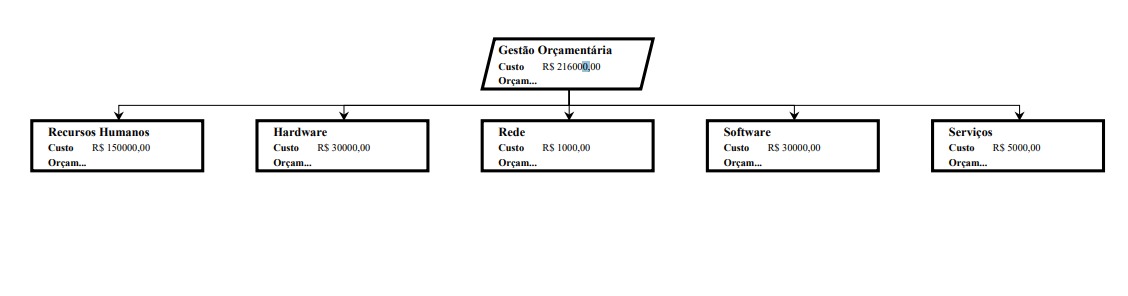 Gestão Orçamentária
Custo R$ 216000,00
Orçam...
Recursos Humanos
Custo R$ 150000,00
Orçam...
Hardware
Custo R$ 30000,00
Orçam...
Rede
Custo R$ 1000,00
Orçam...
Software
Custo R$ 30000,00
Orçam...
Serviços
Custo R$ 5000,00
Orçam...